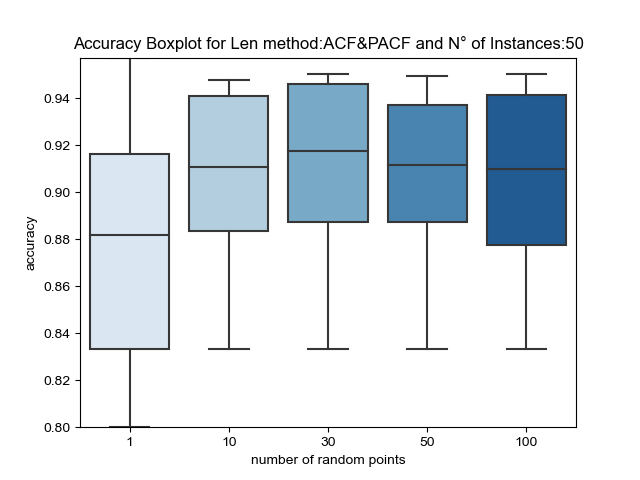 Accuracy Boxplot for Len method:ACF&PACF and N° of Instances:50
0.94
0.92
0.90
0.88
0.86
0.84
0.82
0.80
accuracy
1 10 30 50 100
number of random points